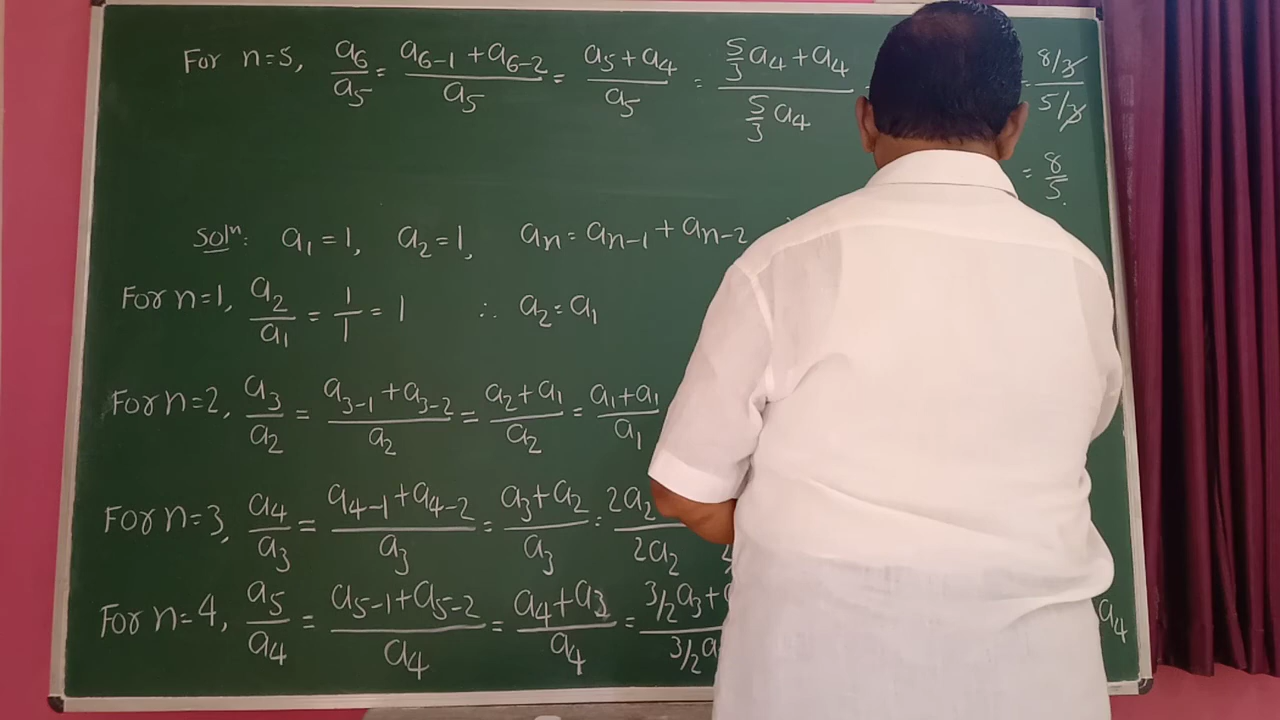 For n=5, a₆/a₅ = (a₆₋₁ + a₆₋₂)/a₅ = (a₅ + a₄)/a₅ = (5/3 a₄ + a₄)/(5/3 a₄) = (8/3)/(5/3)
= 8/5.
Solⁿ: a₁ = 1, a₂ = 1, aₙ = aₙ₋₁ + aₙ₋₂
For n=1, a₂/a₁ = 1/1 = 1 ∴ a₂ = a₁
For n=2, a₃/a₂ = (a₃₋₁ + a₃₋₂)/a₂ = (a₂ + a₁)/a₂ = (a₁ + a₁)/a₁
For n=3, a₄/a₃ = (a₄₋₁ + a₄₋₂)/a₃ = (a₃ + a₂)/a₃ = 2a₂/2a₂
For n=4, a₅/a₄ = (a₅₋₁ + a₅₋₂)/a₄ = (a₄ + a₃)/a₄ = 3/2 a₃ + / 3/2 a a₄